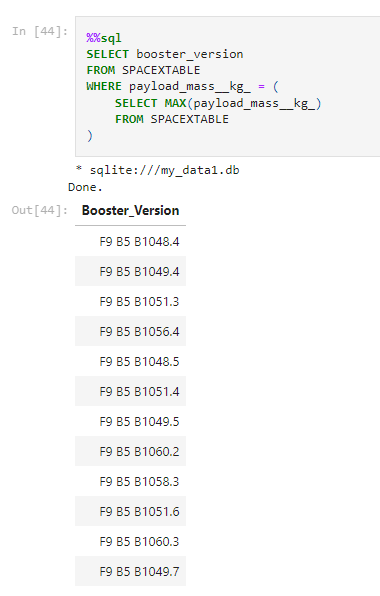 In [44]:
%%sql
SELECT booster_version
FROM SPACEXTABLE
WHERE payload_mass__kg_ = (
    SELECT MAX(payload_mass__kg_)
    FROM SPACEXTABLE
)
* sqlite:///my_data1.db
Done.
Out[44]:
Booster_Version
F9 B5 B1048.4
F9 B5 B1049.4
F9 B5 B1051.3
F9 B5 B1056.4
F9 B5 B1048.5
F9 B5 B1051.4
F9 B5 B1049.5
F9 B5 B1060.2
F9 B5 B1058.3
F9 B5 B1051.6
F9 B5 B1060.3
F9 B5 B1049.7